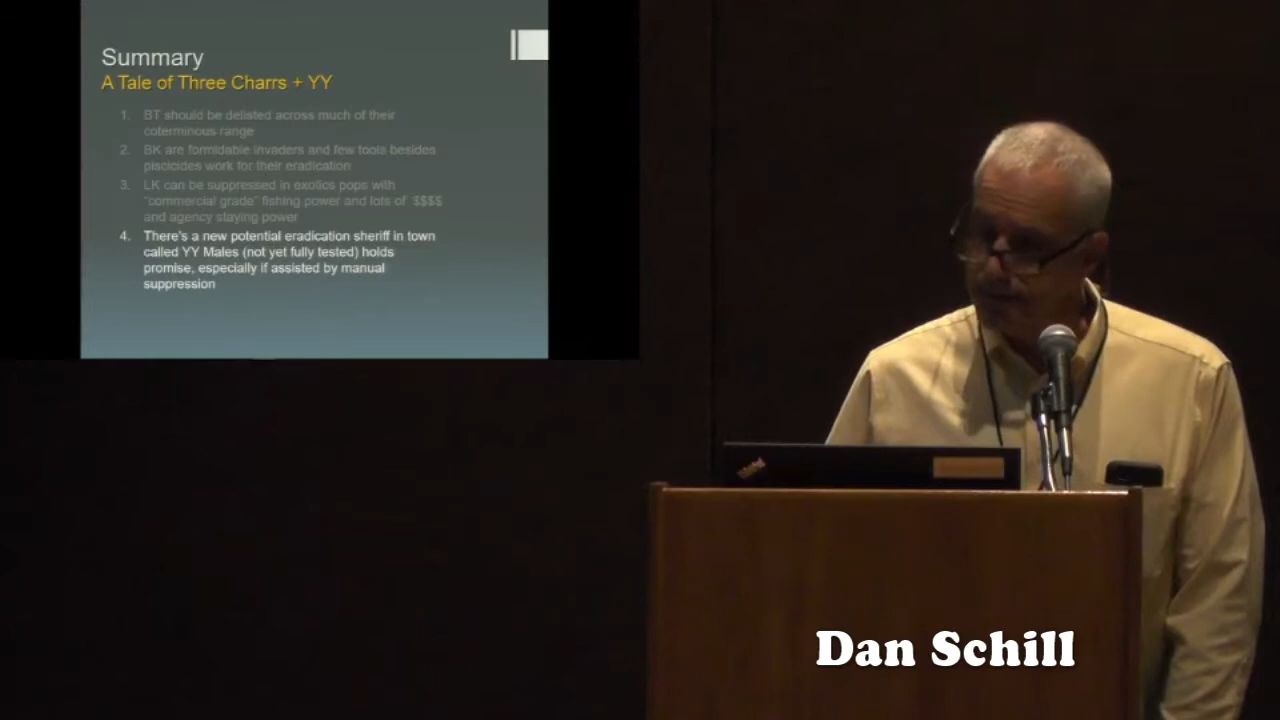 Summary
A Tale of Three Charrs + YY
1. BT should be delisted across much of their
coterminous range
2. BK are formidable invaders and few tools besides
piscicides work for their eradication
3. LK can be suppressed in exotics pops with
"commercial grade" fishing power and lots of $$$$
and agency staying power
4. There's a new potential eradication sheriff in town
called YY Males (not yet fully tested) holds
promise, especially if assisted by manual
suppression
Dan Schill